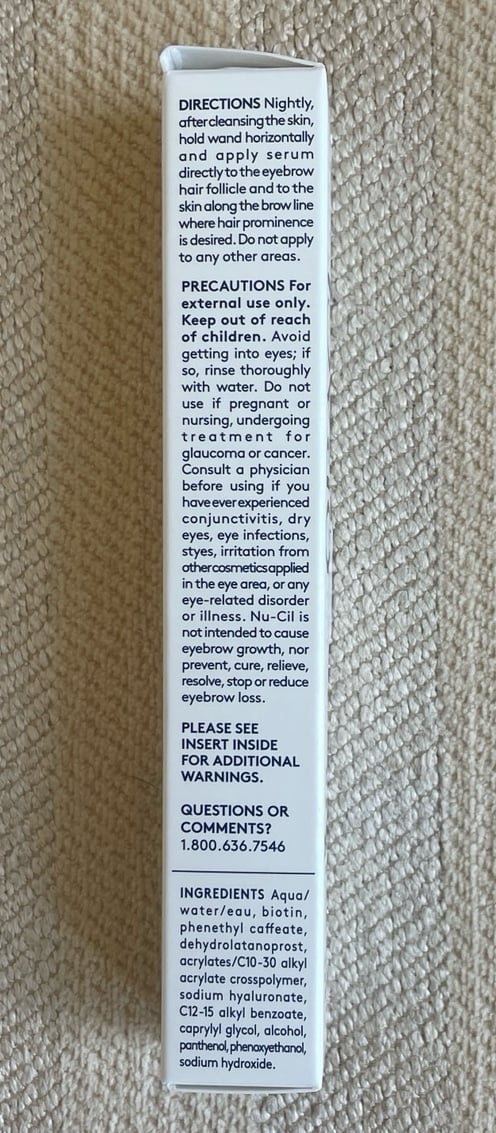 DIRECTIONS Nightly,
after cleansing the skin,
hold wand horizontally
and apply serum
directly to the eyebrow
hair follicle and to the
skin along the brow line
where hair prominence
is desired. Do not apply
to any other areas.
PRECAUTIONS For
external use only.
Keep out of reach
of children. Avoid
getting into eyes; if
so, rinse thoroughly
with water. Do not
use if pregnant or
nursing, undergoing
treatment for
glaucoma or cancer.
Consult a physician
before using if you
have ever experienced
conjunctivitis, dry
eyes, eye infections,
styes, irritation from
other cosmetics applied
in the eye area, or any
eye-related disorder
or illness. Nu-Cil is
not intended to cause
eyebrow growth, nor
prevent, cure, relieve,
resolve, stop or reduce
eyebrow loss.
PLEASE SEE
INSERT INSIDE
FOR ADDITIONAL
WARNINGS.
QUESTIONS OR
COMMENTS?
1.800.636.7546
INGREDIENTS Aqua/
water/eau, biotin,
phenethyl caffeate,
dehydrolatanoprost,
acrylates/C10-30 alkyl
acrylate crosspolymer,
sodium hyaluronate,
C12-15 alkyl benzoate,
caprylyl glycol, alcohol,
panthenol, phenoxyethanol,
sodium hydroxide.